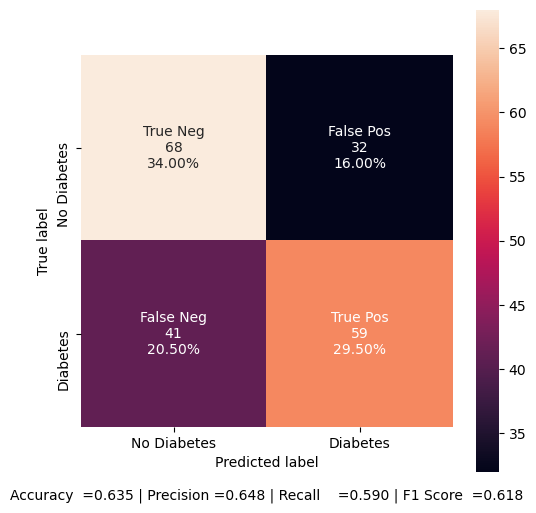 True Neg
68
34.00%
False Pos
32
16.00%
False Neg
41
20.50%
True Pos
59
29.50%
True label
No Diabetes
Diabetes
No Diabetes
Diabetes
Predicted label
65
60
55
50
45
40
35
Accuracy =0.635 | Precision =0.648 | Recall =0.590 | F1 Score =0.618